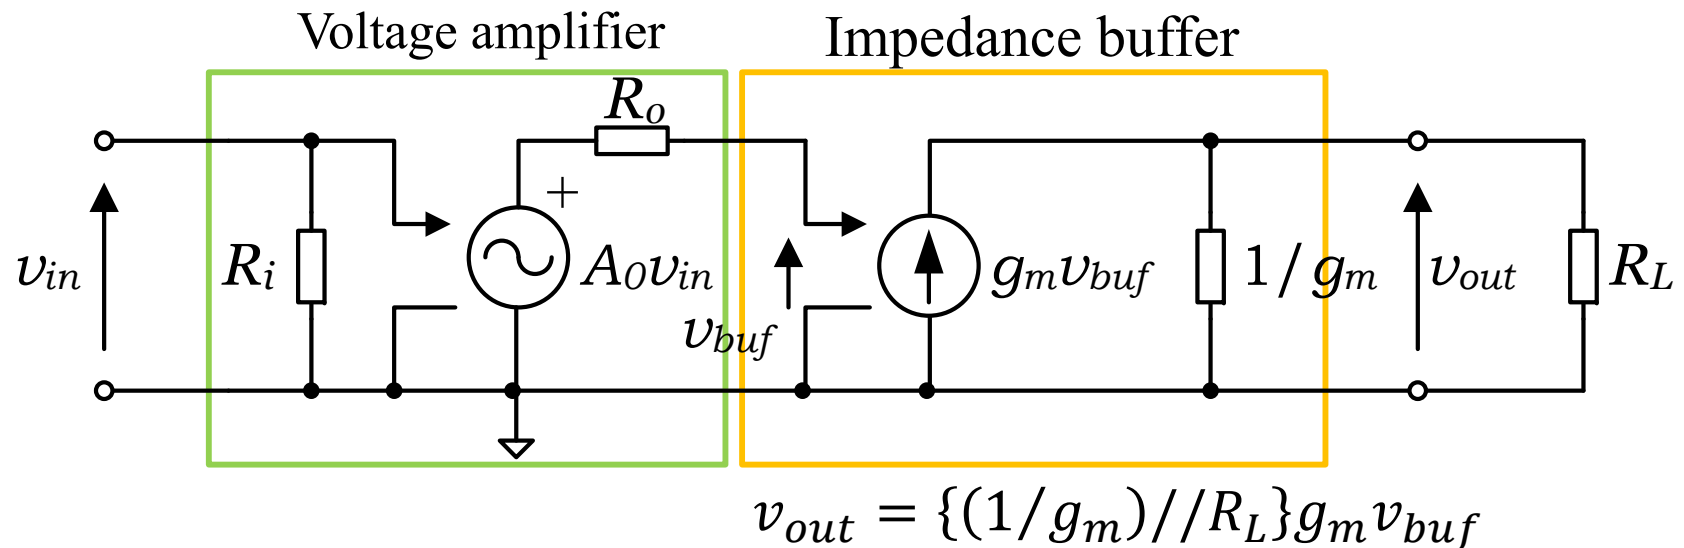 Voltage amplifier
Impedance buffer
R_o
+
v_in
R_i
A_0v_in
v_buf
g_mv_buf
1/g_m
v_out
R_L
v_out = {(1/g_m)//R_L}g_mv_buf